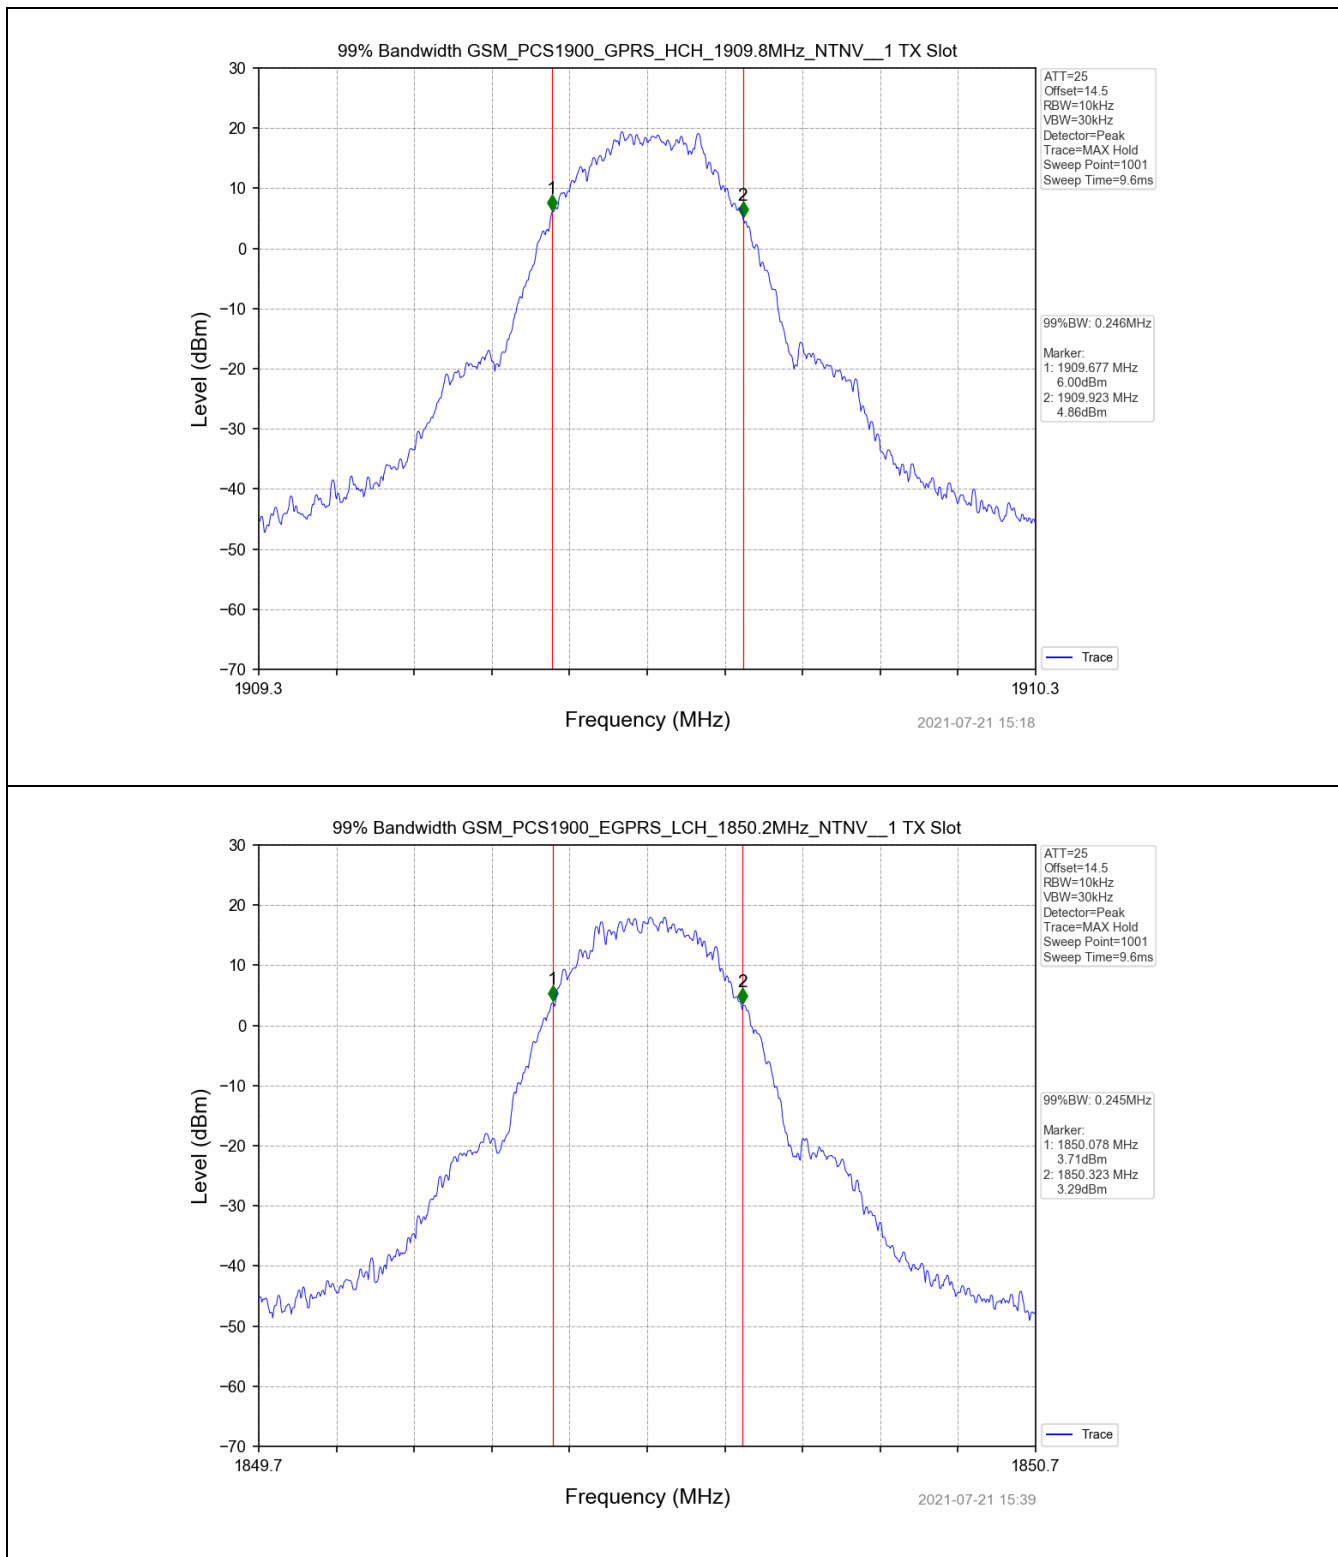 99% Bandwidth GSM_PCS1900_GPRS_HCH_1909.8MHz_NTNV__1 TX Slot
30
20
10
0
−10
−20
−30
−40
−50
−60
−70
Level (dBm)
1
2
1909.3
1910.3
Frequency (MHz)
2021-07-21 15:18
ATT=25
Offset=14.5
RBW=10kHz
VBW=30kHz
Detector=Peak
Trace=MAX Hold
Sweep Point=1001
Sweep Time=9.6ms
99%BW: 0.246MHz
Marker:
1: 1909.677 MHz
6.00dBm
2: 1909.923 MHz
4.86dBm
Trace
99% Bandwidth GSM_PCS1900_EGPRS_LCH_1850.2MHz_NTNV__1 TX Slot
30
20
10
0
−10
−20
−30
−40
−50
−60
−70
Level (dBm)
1
2
1849.7
1850.7
Frequency (MHz)
2021-07-21 15:39
ATT=25
Offset=14.5
RBW=10kHz
VBW=30kHz
Detector=Peak
Trace=MAX Hold
Sweep Point=1001
Sweep Time=9.6ms
99%BW: 0.245MHz
Marker:
1: 1850.078 MHz
3.71dBm
2: 1850.323 MHz
3.29dBm
Trace